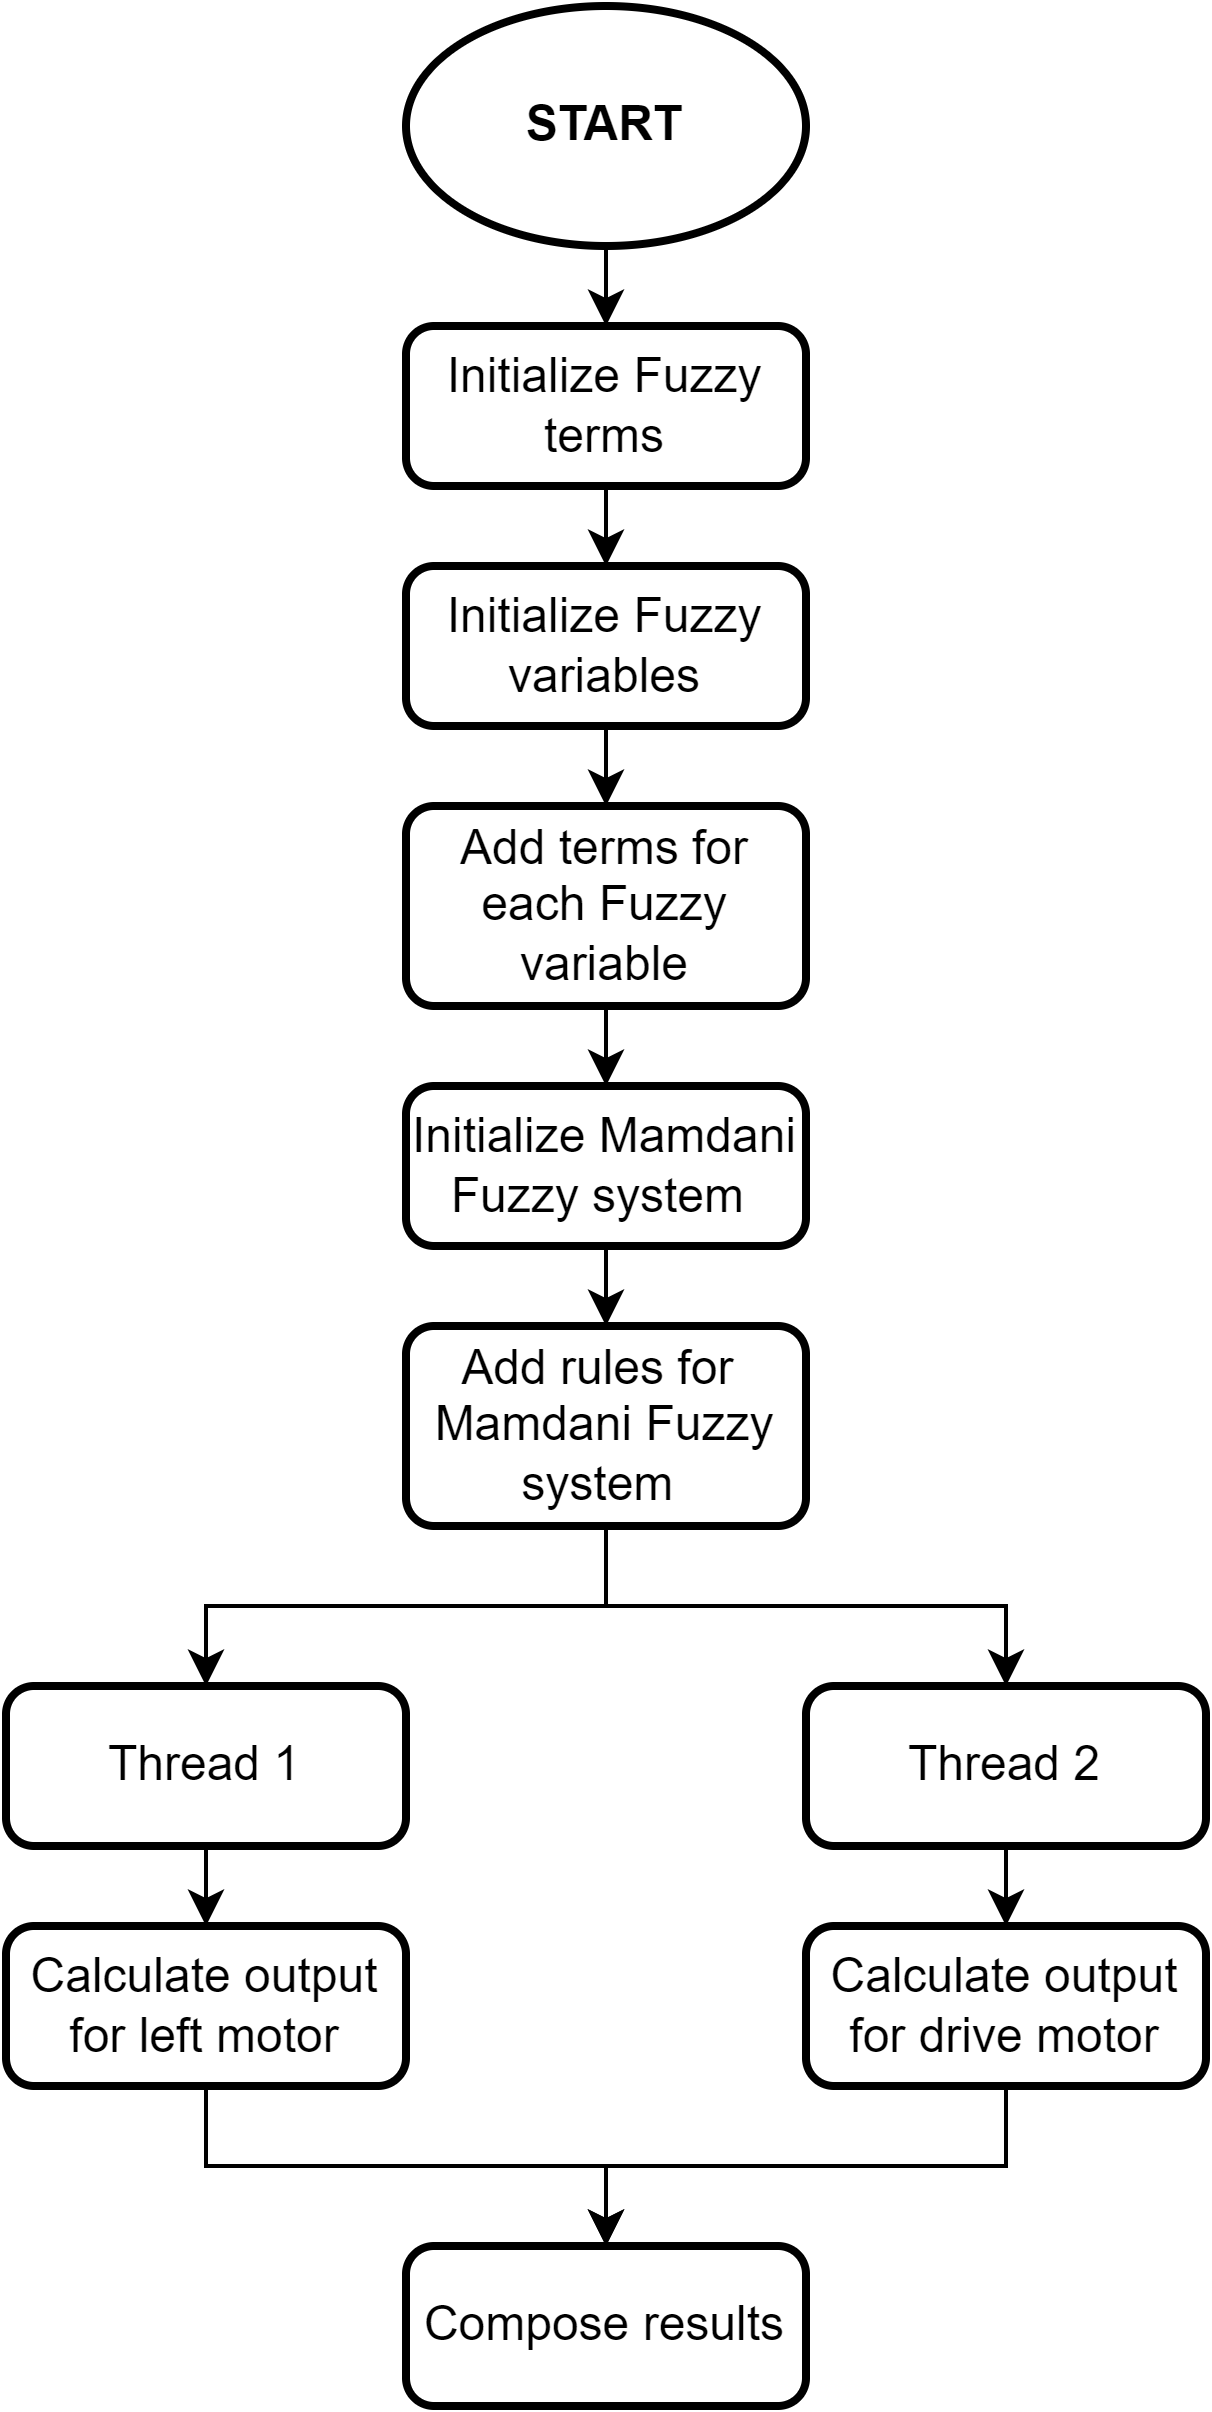 START
Initialize Fuzzy
terms
Initialize Fuzzy
variables
Add terms for
each Fuzzy
variable
Initialize Mamdani
Fuzzy system
Add rules for
Mamdani Fuzzy
system
Thread 1
Thread 2
Calculate output
for left motor
Calculate output
for drive motor
Compose results